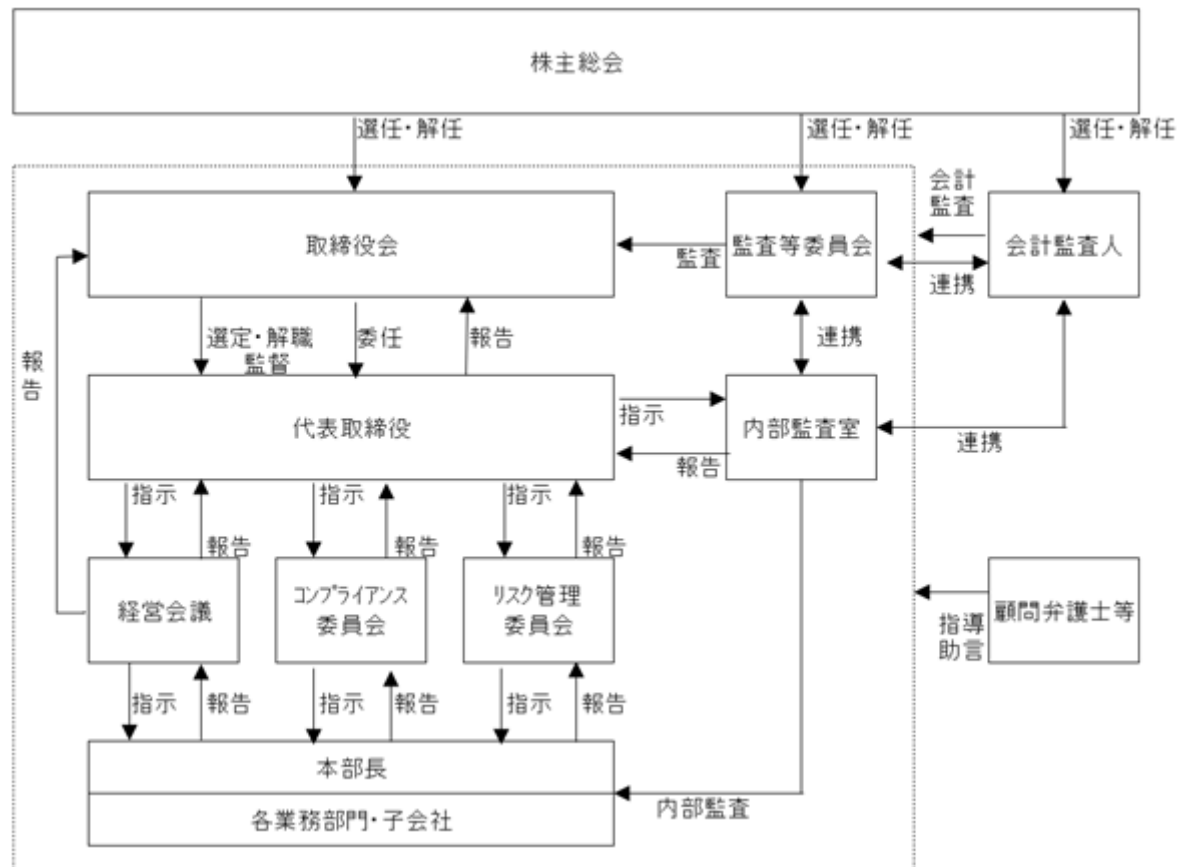 株主総会
選任・解任
選任・解任
選任・解任
会計
監査
取締役会
監査
監査等委員会
会計監査人
連携
選定・解職
監督
委任
報告
連携
報告
代表取締役
指示
報告
内部監査室
連携
指示
報告
指示
報告
指示
報告
経営会議
コンプライアンス
委員会
リスク管理
委員会
顧問弁護士等
指導
助言
指示
報告
指示
報告
指示
報告
本部長
内部監査
各業務部門・子会社